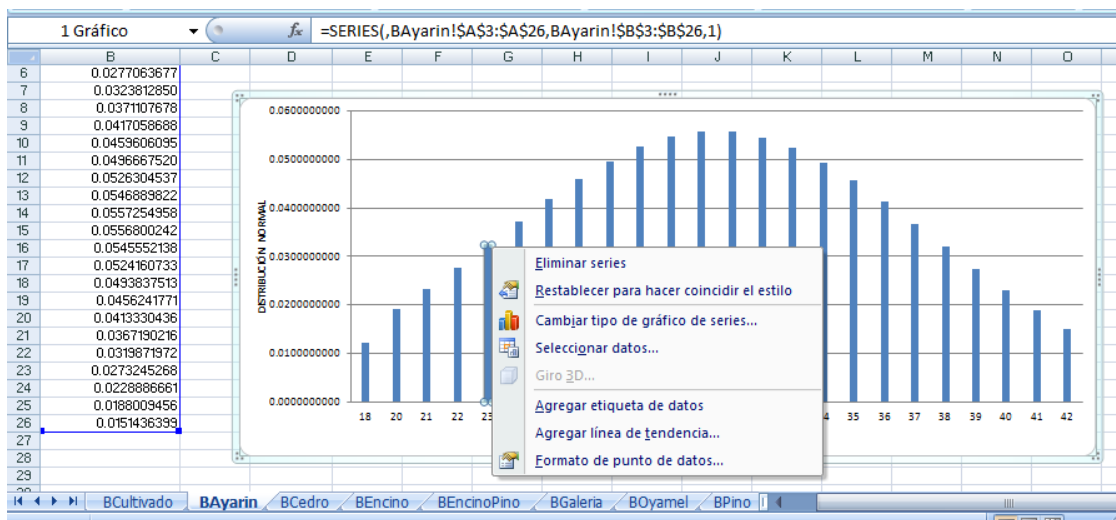 1 Gráfico
fx =SERIES(,BAyarin!$A$3:$A$26,BAyarin!$B$3:$B$26,1)
B C D E F G H I J K L M N O
6 0.0277063677
7 0.0323812850
8 0.0371107678
9 0.0417058688
10 0.0459606095
11 0.0496667520
12 0.0526304537
13 0.0546889822
14 0.0557254958
15 0.0556800242
16 0.0545552138
17 0.0524160733
18 0.0493837513
19 0.0456241771
20 0.0413330436
21 0.0367190216
22 0.0319871972
23 0.0273245268
24 0.0228886661
25 0.0188009456
26 0.0151436399
27
28
29
DISTRIBUCIÓN NORMAL
0.0600000000
0.0500000000
0.0400000000
0.0300000000
0.0200000000
0.0100000000
0.0000000000
18 20 21 22 23 35 36 37 38 39 40 41 42
Eliminar series
Restablecer para hacer coincidir el estilo
Cambiar tipo de gráfico de series...
Seleccionar datos...
Giro 3D...
Agregar etiqueta de datos
Agregar línea de tendencia...
Formato de punto de datos...
BCultivado BAyarin BCedro BEncino BEncinoPino BGaleria BOyamel BPino